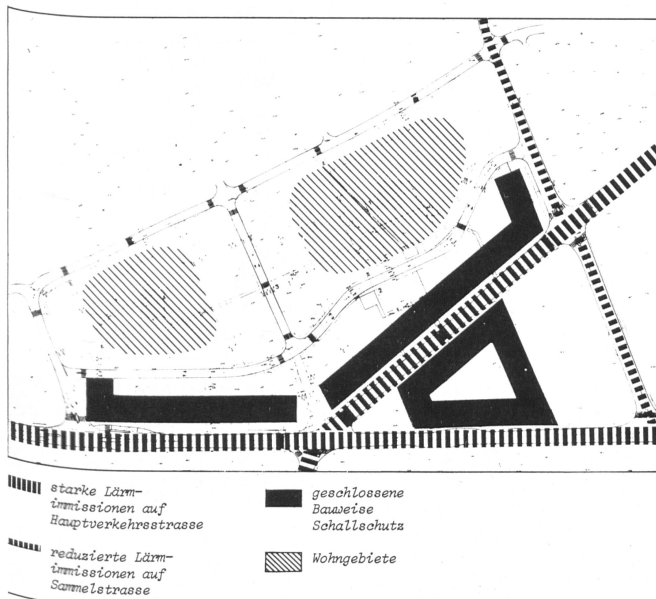 starke Lärm-
immissionen auf
Hauptverkehrsstrasse
reduzierte Lärm-
immissionen auf
Sammelstrasse
geschlossene
Bauweise
Schallschutz
Wohngebiete